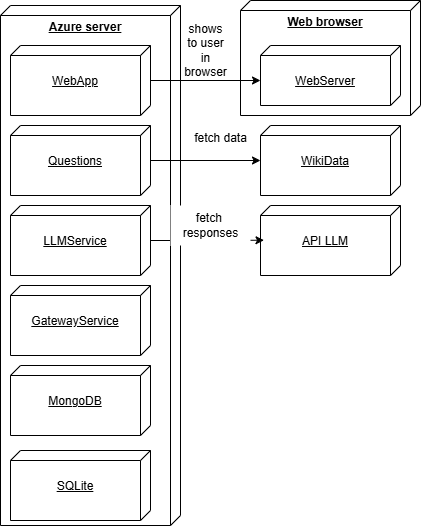 Azure server
Web browser
shows
to user
in
browser
WebApp
WebServer
fetch data
Questions
WikiData
fetch
responses
LLMService
API LLM
GatewayService
MongoDB
SQLite